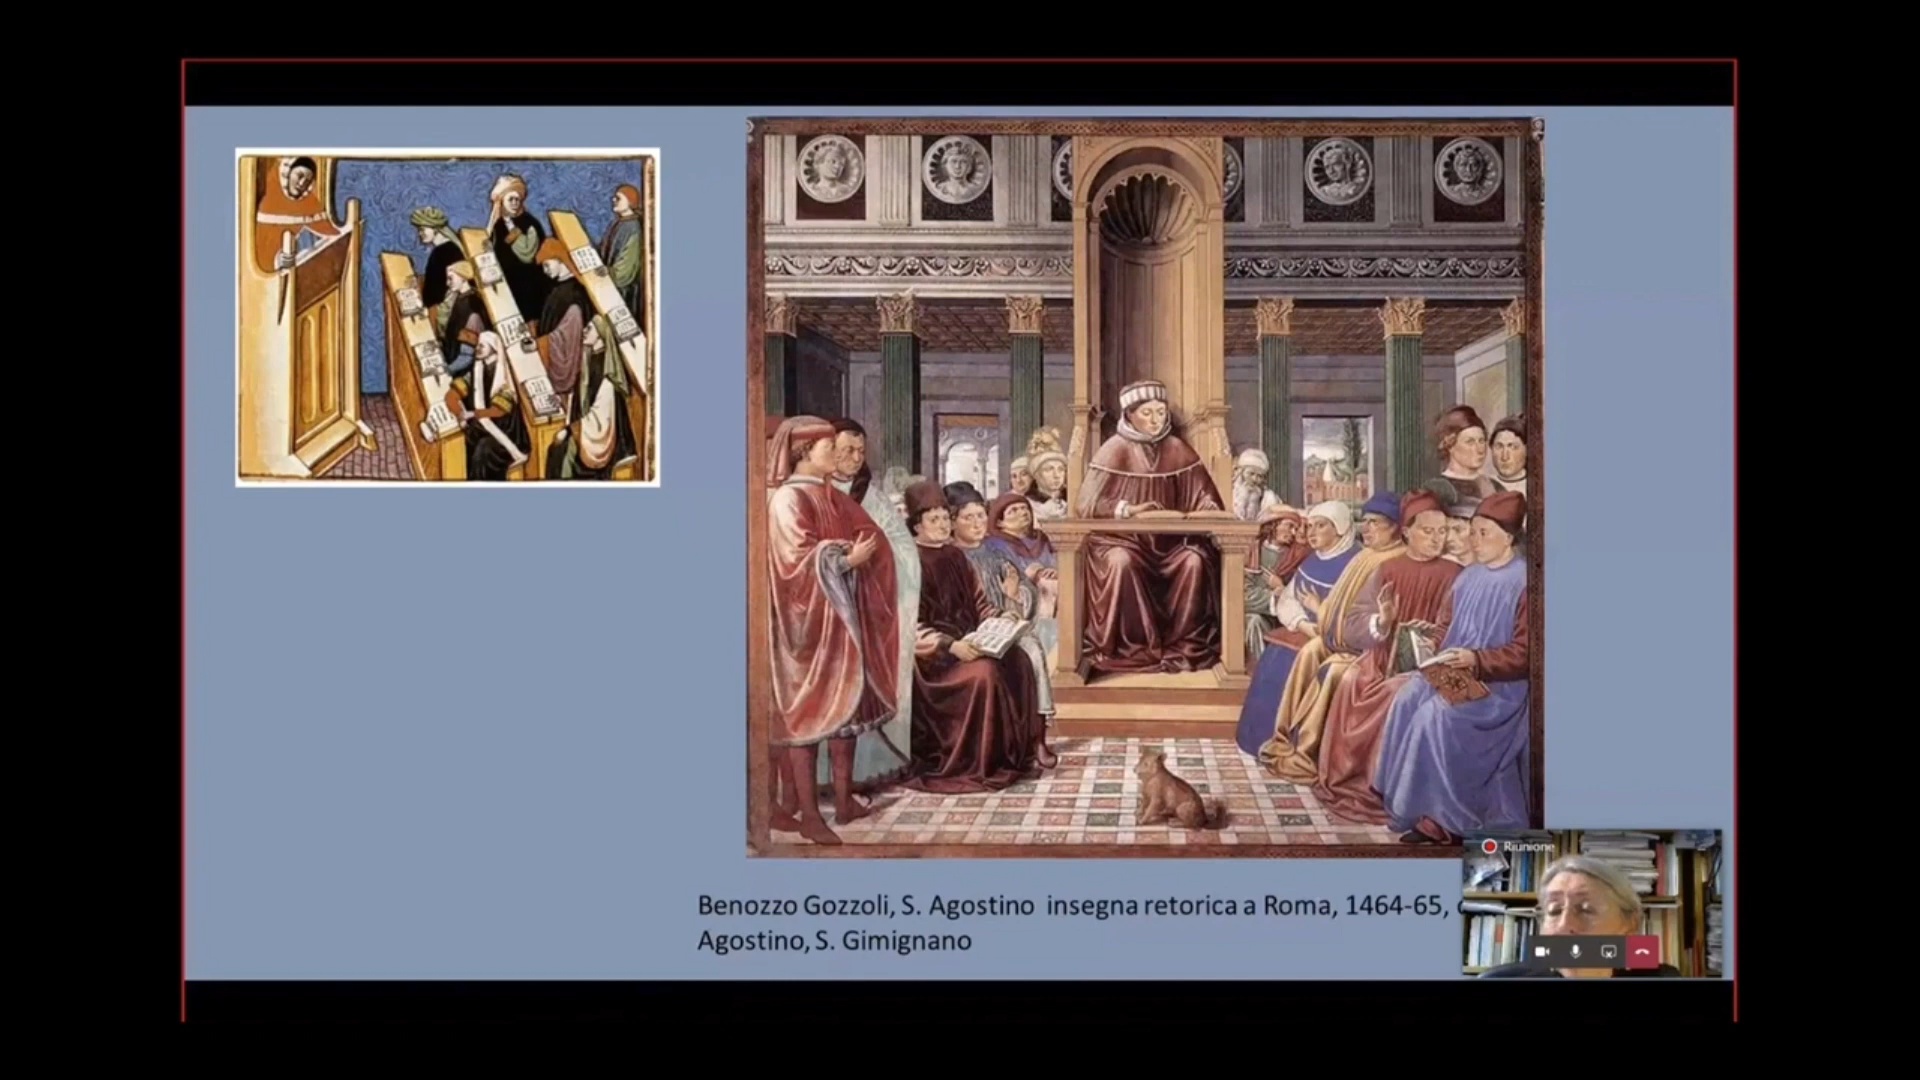 Riunione
Benozzo Gozzoli, S. Agostino insegna retorica a Roma, 1464-65,
Agostino, S. Gimignano